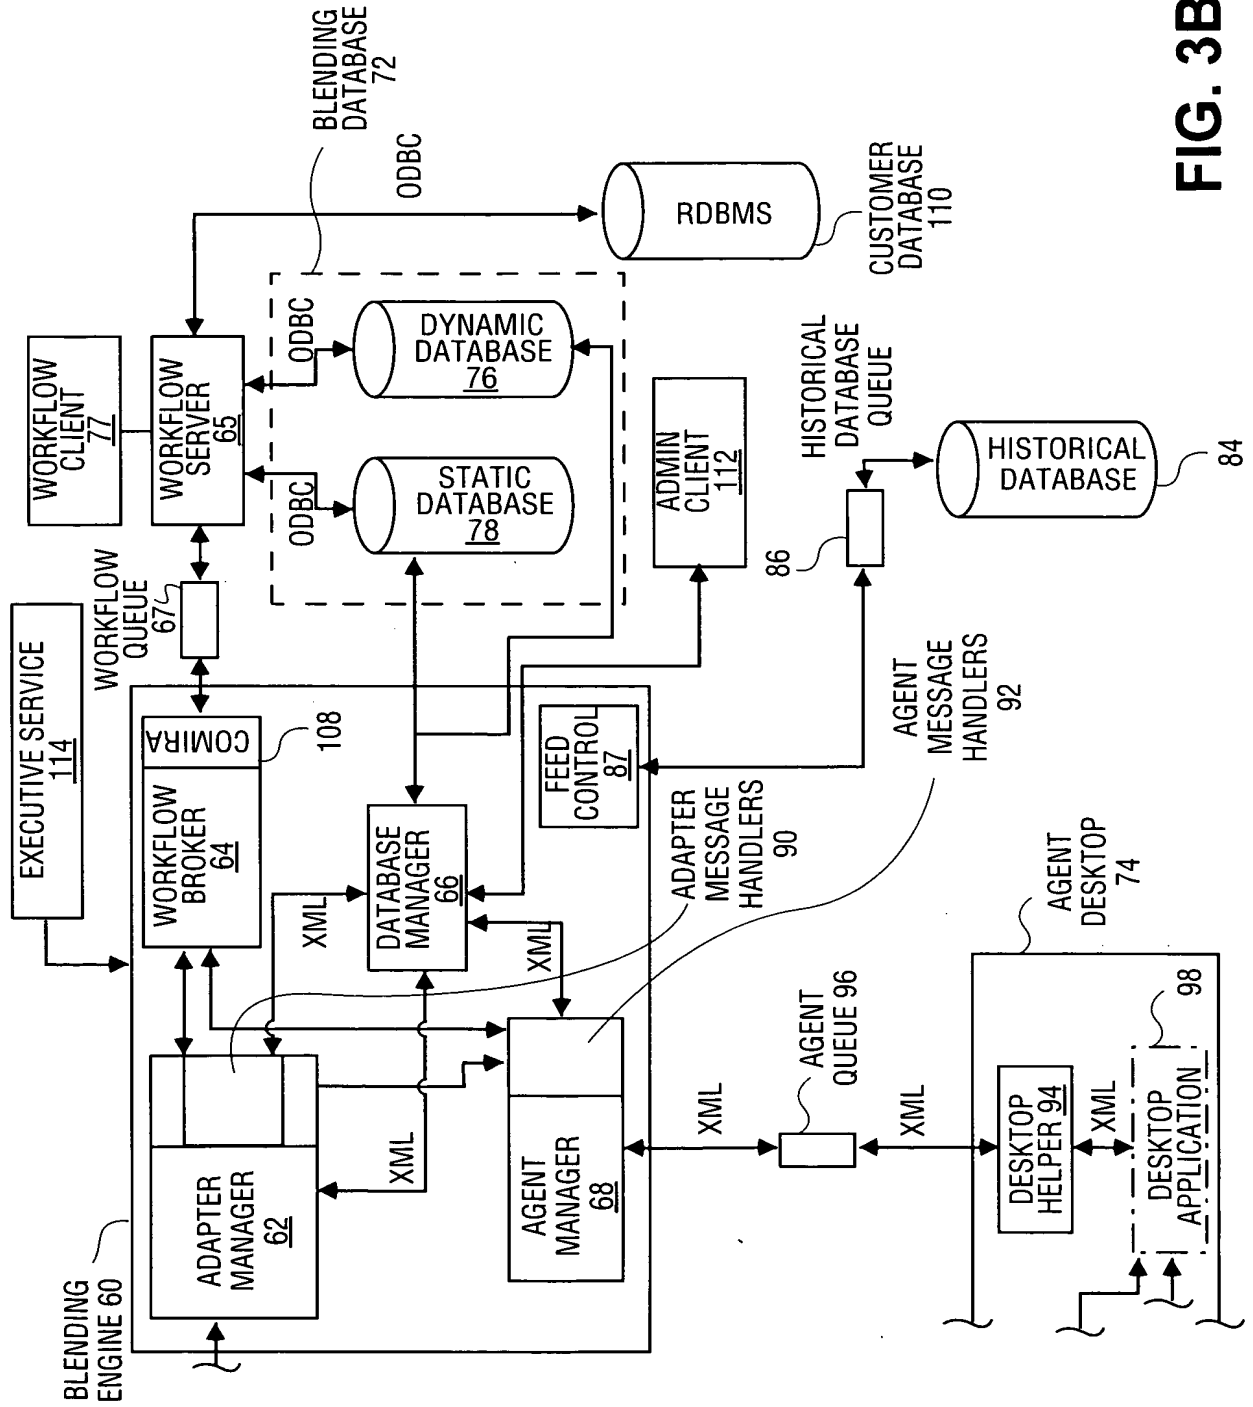 EXECUTIVE SERVICE
114
WORKFLOW
CLIENT
77
WORKFLOW
SERVER
65
WORKFLOW
QUEUE
67
BLENDING
DATABASE
72
ODBC
ODBC
ODBC
DYNAMIC
DATABASE
76
STATIC
DATABASE
78
RDBMS
CUSTOMER
DATABASE
110
BLENDING
ENGINE 60
WORKFLOW
BROKER
64
COMIRA
108
ADAPTER
MANAGER
62
XML
XML
XML
DATABASE
MANAGER
66
AGENT
MANAGER
68
FEED
CONTROL
87
ADMIN
CLIENT
112
HISTORICAL
DATABASE
QUEUE
86
HISTORICAL
DATABASE
84
ADAPTER
MESSAGE
HANDLERS
90
AGENT
MESSAGE
HANDLERS
92
XML
AGENT
QUEUE 96
XML
AGENT
DESKTOP
74
DESKTOP
HELPER 94
XML
DESKTOP
APPLICATION
98
FIG. 3B